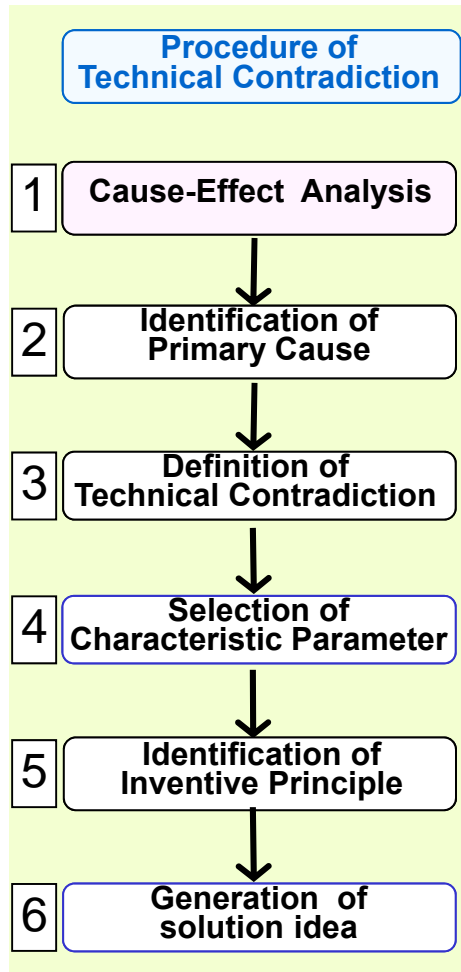 Procedure of
Technical Contradiction
1
Cause-Effect Analysis
2
Identification of
Primary Cause
3
Definition of
Technical Contradiction
4
Selection of
Characteristic Parameter
5
Identification of
Inventive Principle
6
Generation of
solution idea